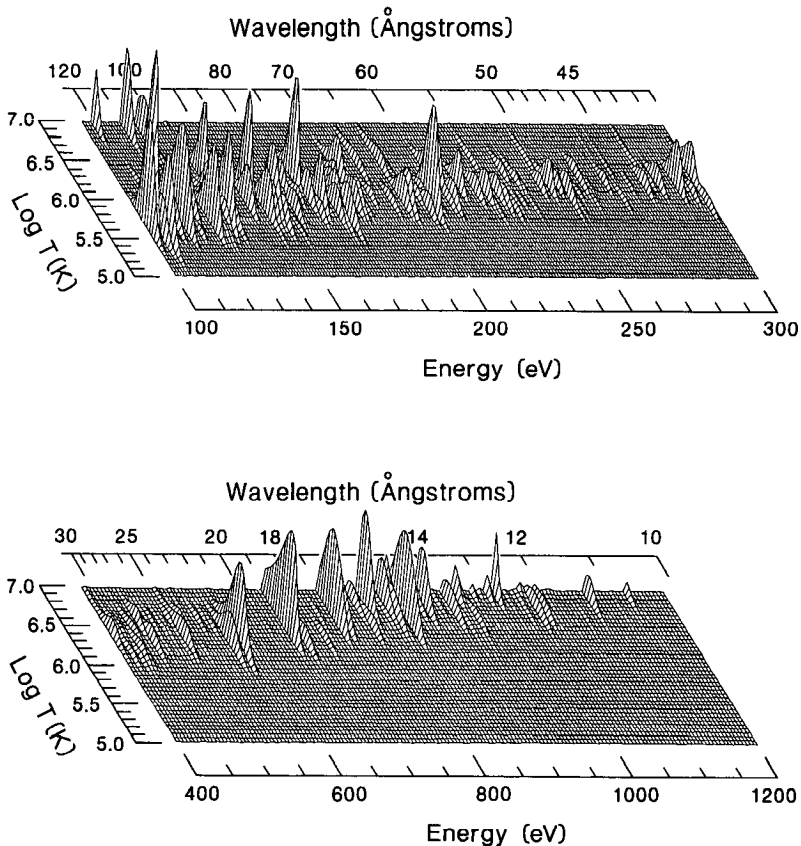 Wavelength (Ångstroms)
120 100 80 70 60 50 45
7.0
6.5
6.0
5.5
5.0
Log T(K)
100 150 200 250 300
Energy (eV)
Wavelength (Ångstroms)
30 25 20 18 14 12 10
7.0
6.5
6.0
5.5
5.0
Log T(K)
400 600 800 1000 1200
Energy (eV)